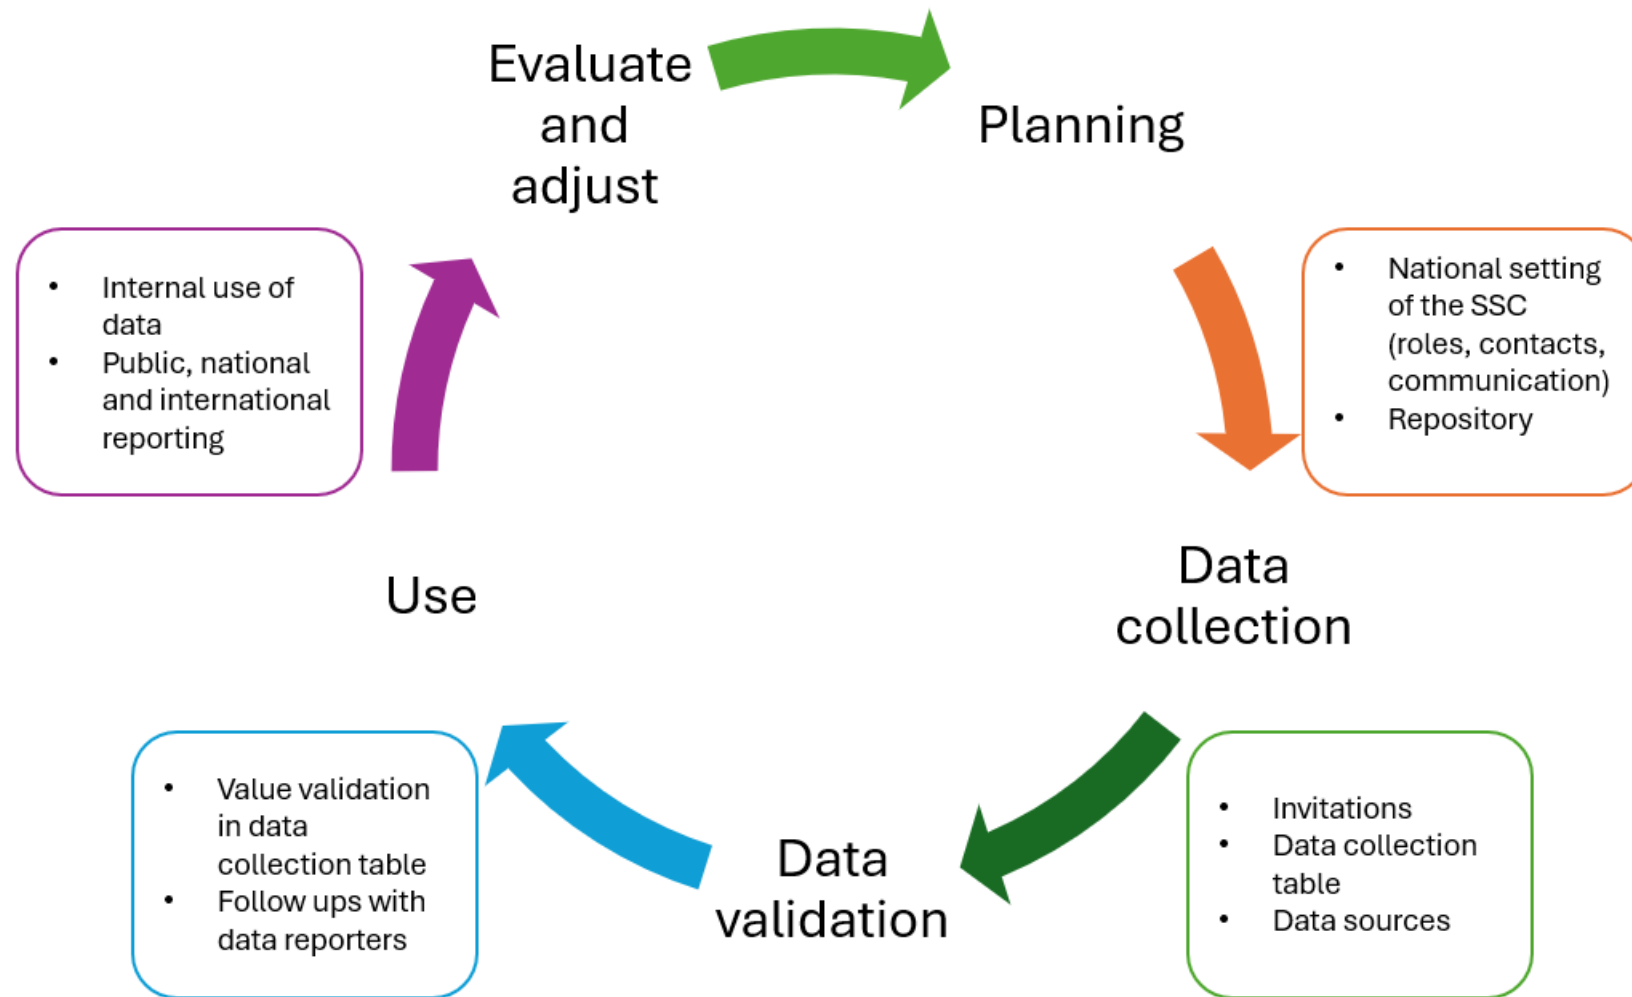 Evaluate
and
adjust
Planning
• National setting
of the SSC
(roles, contacts,
communication)
• Repository
Data
collection
• Invitations
• Data collection
table
• Data sources
Data
validation
• Value validation
in data
collection table
• Follow ups with
data reporters
Use
• Internal use of
data
• Public, national
and international
reporting